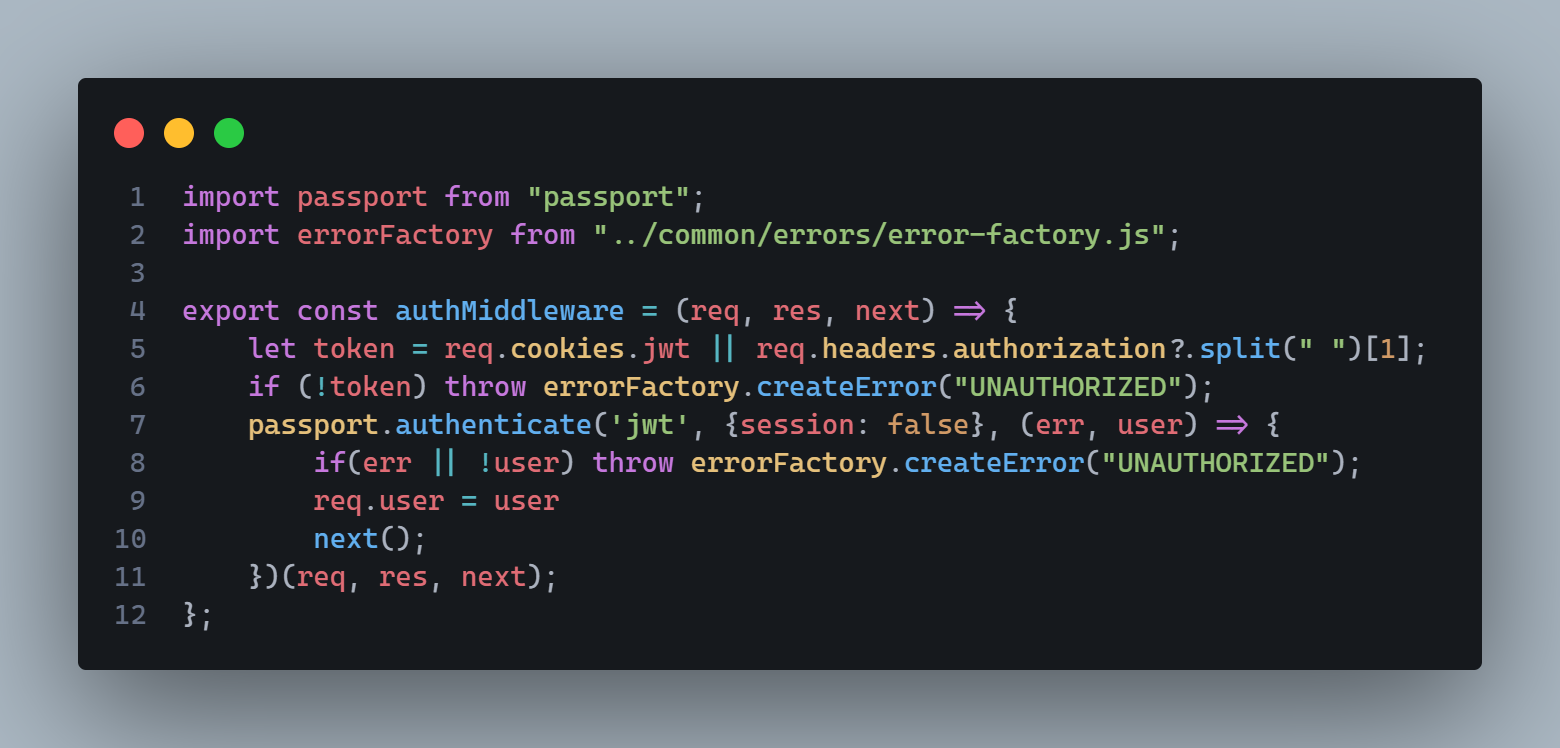 1 import passport from "passport";
2 import errorFactory from "../common/errors/error-factory.js";
3
4 export const authMiddleware = (req, res, next) => {
5     let token = req.cookies.jwt || req.headers.authorization?.split(" ")[1];
6     if (!token) throw errorFactory.createError("UNAUTHORIZED");
7     passport.authenticate('jwt', {session: false}, (err, user) => {
8         if(err || !user) throw errorFactory.createError("UNAUTHORIZED");
9         req.user = user
10         next();
11     })(req, res, next);
12 };